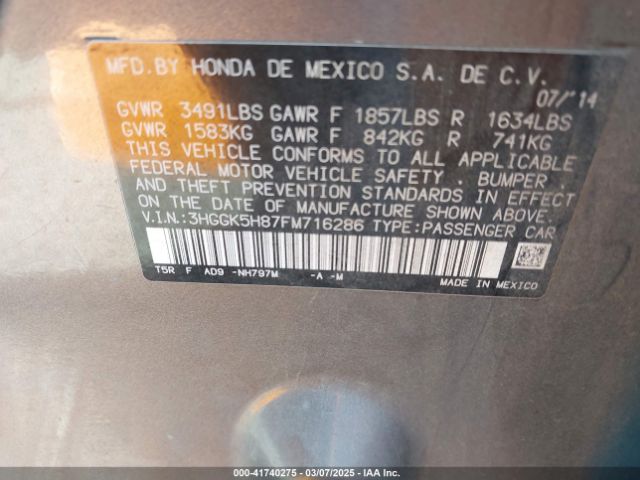 MFD. BY HONDA DE MEXICO S.A. DE C.V.
07/'14
GVWR 3491LBS GAWR F 1857LBS R 1634LBS
GVWR 1583KG GAWR F 842KG R 741KG
THIS VEHICLE CONFORMS TO ALL APPLICABLE
FEDERAL MOTOR VEHICLE SAFETY, BUMPER,
AND THEFT PREVENTION STANDARDS IN EFFECT
ON THE DATE OF MANUFACTURE SHOWN ABOVE.
V.I.N.:3HGGK5H87FM716286 TYPE:PASSENGER CAR
T5R F AD9 -NH797M -A -M
MADE IN MEXICO
000-41740275 - 03/07/2025 - IAA Inc.